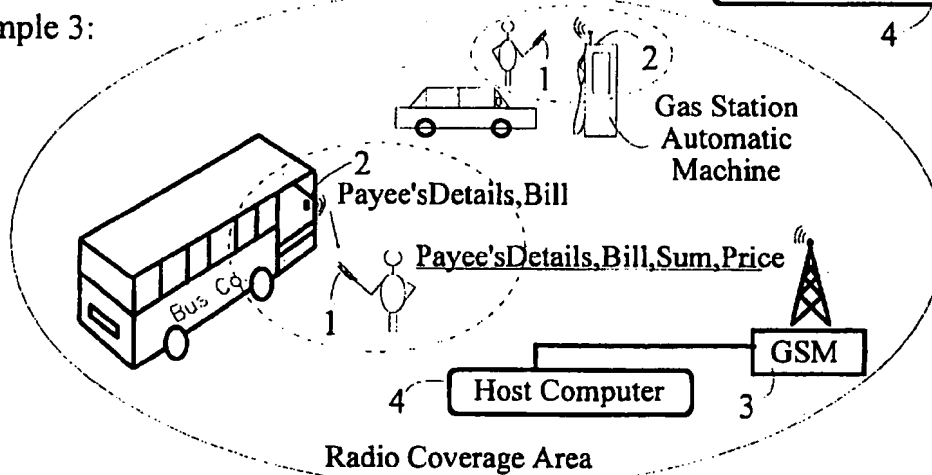 4
mple 3:
1
2
Gas Station
Automatic
Machine
2
Payee'sDetails,Bill
Payee'sDetails,Bill,Sum,Price
Bus Co
1
GSM
4
Host Computer
3
Radio Coverage Area